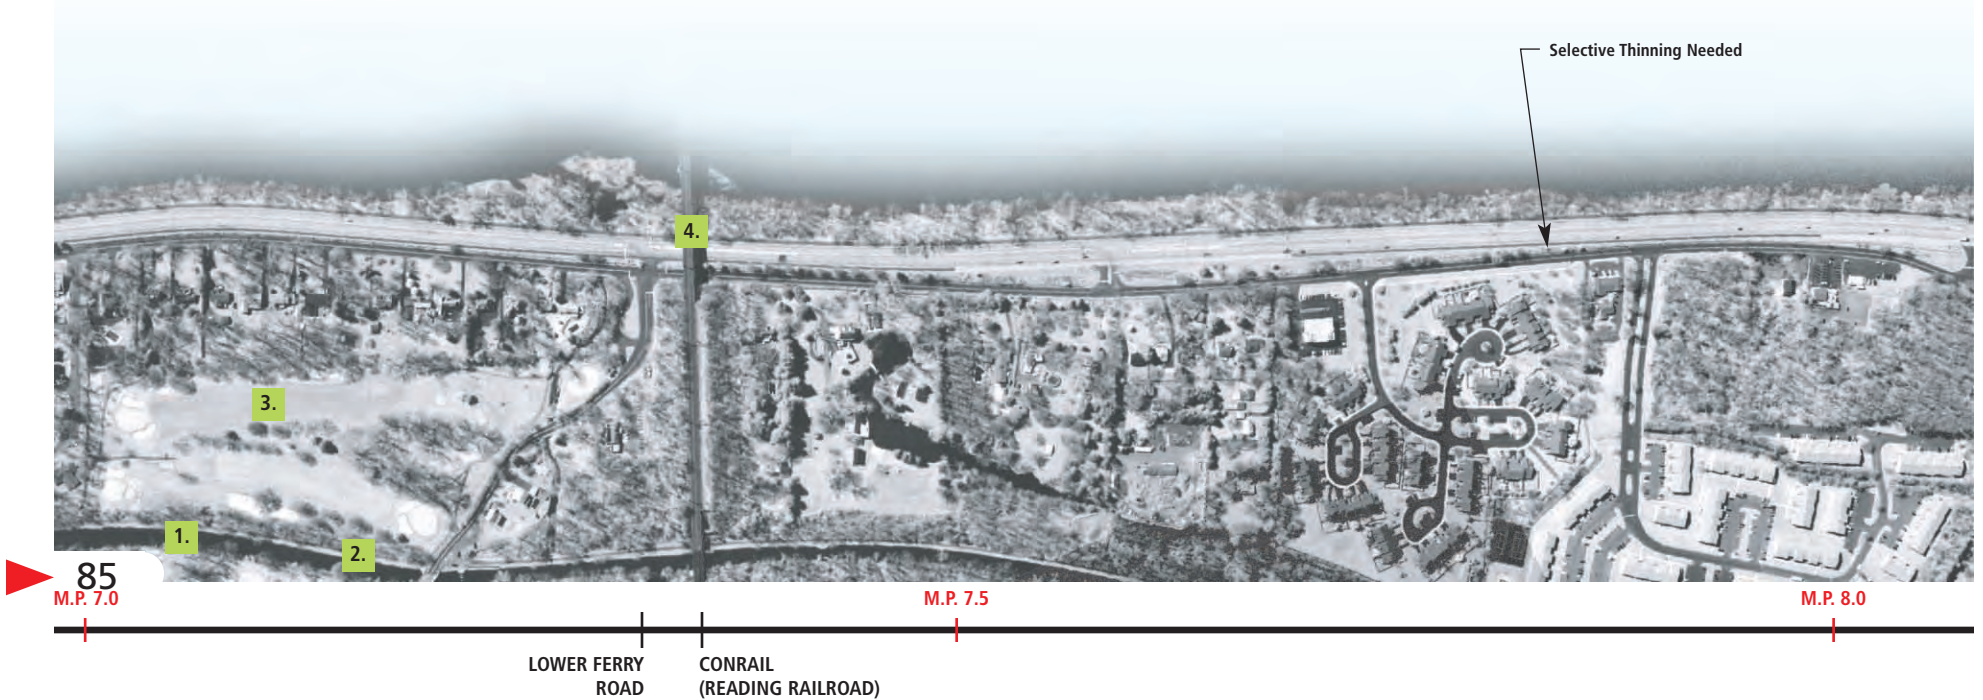 Selective Thinning Needed
4.
3.
1.
2.
85
M.P. 7.0
M.P. 7.5
M.P. 8.0
LOWER FERRY
ROAD
CONRAIL
(READING RAILROAD)